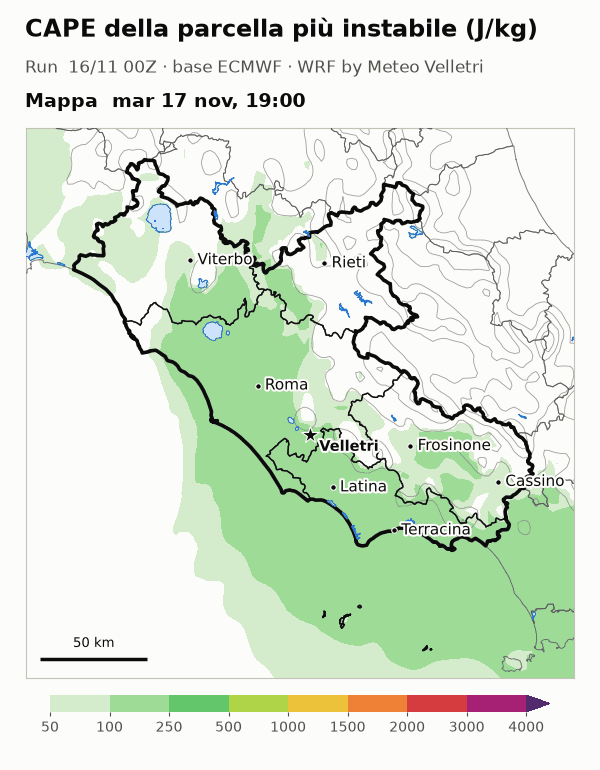 CAPE della parcella più instabile (J/kg)
Run  16/11 00Z · base ECMWF · WRF by Meteo Velletri
Mappa  mar 17 nov, 19:00
Viterbo
Rieti
Roma
Velletri
Frosinone
Cassino
Latina
Terracina
50 km
50 100 250 500 1000 1500 2000 3000 4000